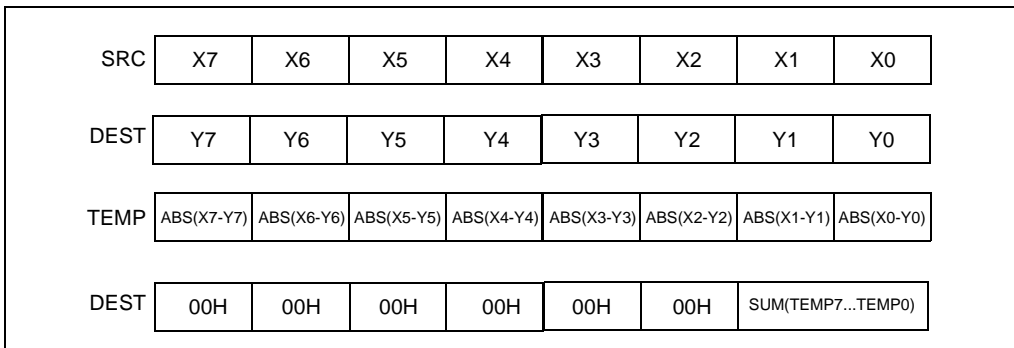 SRC X7 X6 X5 X4 X3 X2 X1 X0
DEST Y7 Y6 Y5 Y4 Y3 Y2 Y1 Y0
TEMP ABS(X7-Y7) ABS(X6-Y6) ABS(X5-Y5) ABS(X4-Y4) ABS(X3-Y3) ABS(X2-Y2) ABS(X1-Y1) ABS(X0-Y0)
DEST 00H 00H 00H 00H 00H 00H SUM(TEMP7...TEMP0)